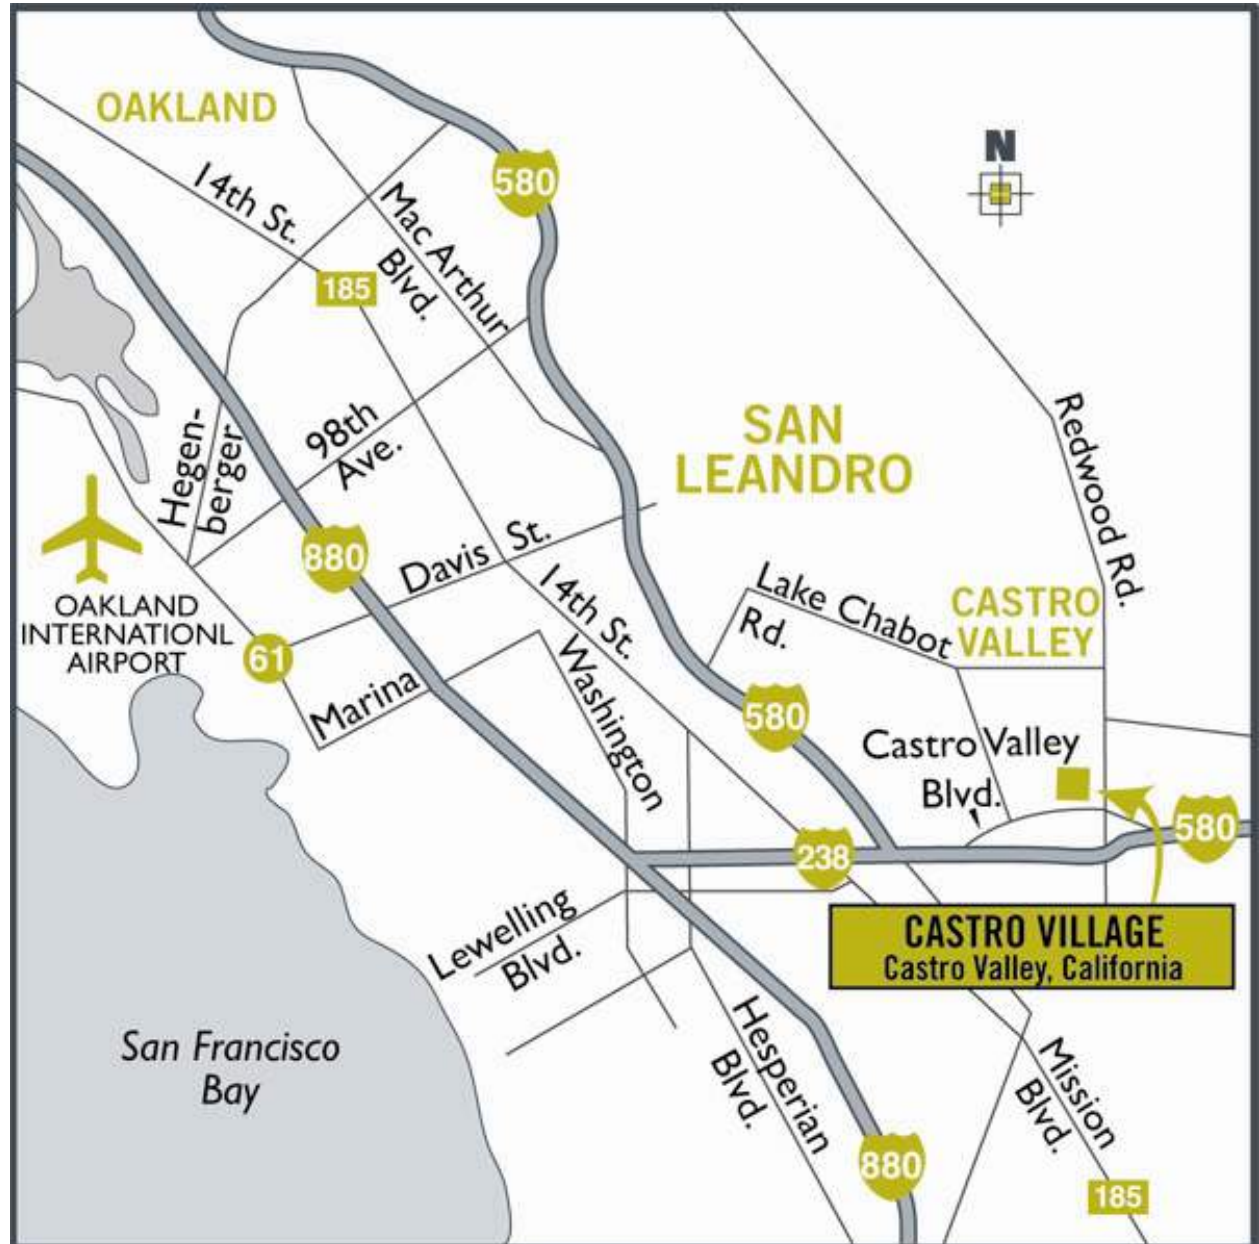 OAKLAND
14th St.
580
N
Mac Arthur
Blvd.
185
98th
Ave.
Hegen-
berger
SAN
LEANDRO
Redwood Rd.
880
Davis St.
OAKLAND
INTERNATIONL
AIRPORT
61
14th St.
Lake Chabot
Rd.
CASTRO
VALLEY
Marina
Washington
580
Castro Valley
Blvd.
580
238
Lewelling
Blvd.
CASTRO VILLAGE
Castro Valley, California
San Francisco
Bay
Hesperian
Blvd.
Mission
Blvd.
880
185